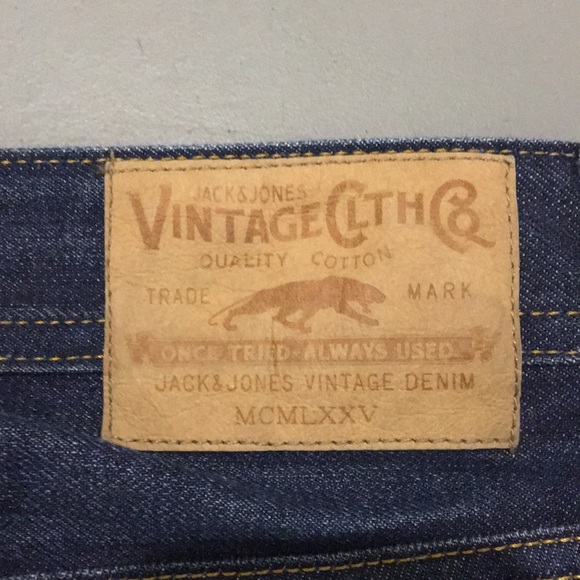 JACK&JONES
VINTAGE CLTH Co
QUALITY COTTON
TRADE MARK
ONCE TRIED-ALWAYS USED
JACK&JONES VINTAGE DENIM
MCMLXXV